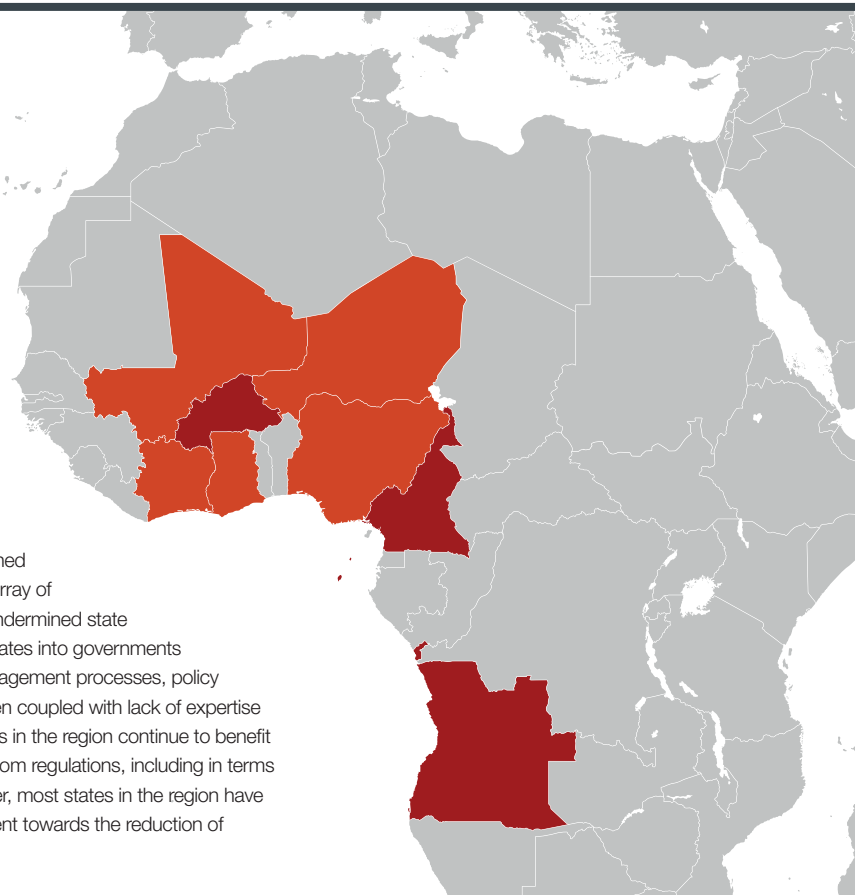 ned
rray of
ndermined state
ates into governments
agement processes, policy
en coupled with lack of expertise
s in the region continue to benefit
om regulations, including in terms
er, most states in the region have
ent towards the reduction of